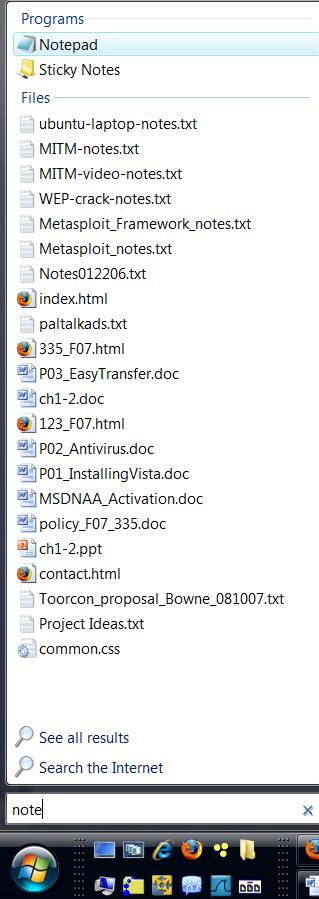 Programs
Notepad
Sticky Notes
Files
ubuntu-laptop-notes.txt
MITM-notes.txt
MITM-video-notes.txt
WEP-crack-notes.txt
Metasploit_Framework_notes.txt
Metasploit_notes.txt
Notes012206.txt
index.html
paltalkads.txt
335_F07.html
P03_EasyTransfer.doc
ch1-2.doc
123_F07.html
P02_Antivirus.doc
P01_InstallingVista.doc
MSDNAA_Activation.doc
policy_F07_335.doc
ch1-2.ppt
contact.html
Toorcon_proposal_Bowne_081007.txt
Project Ideas.txt
common.css
See all results
Search the Internet
note